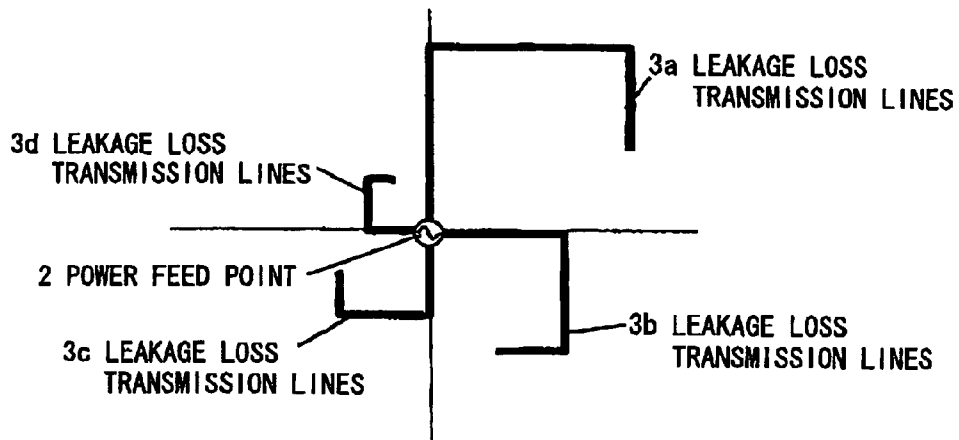 3a LEAKAGE LOSS
TRANSMISSION LINES
3d LEAKAGE LOSS
TRANSMISSION LINES
2 POWER FEED POINT
3c LEAKAGE LOSS
TRANSMISSION LINES
3b LEAKAGE LOSS
TRANSMISSION LINES